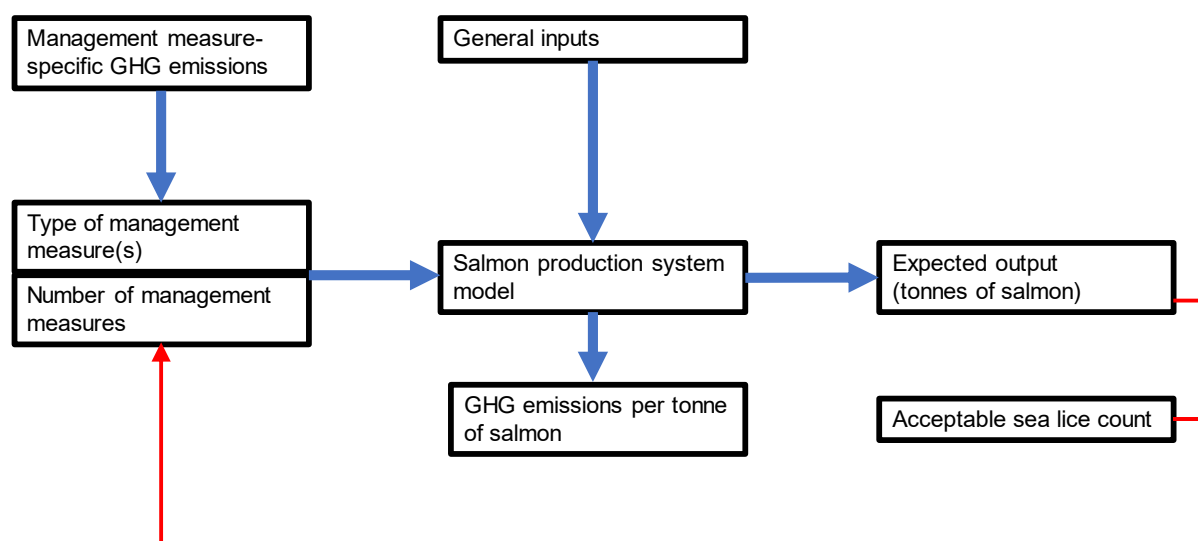 Management measure-
specific GHG emissions
General inputs
Type of management
measure(s)
Number of management
measures
Salmon production system
model
Expected output
(tonnes of salmon)
GHG emissions per tonne
of salmon
Acceptable sea lice count